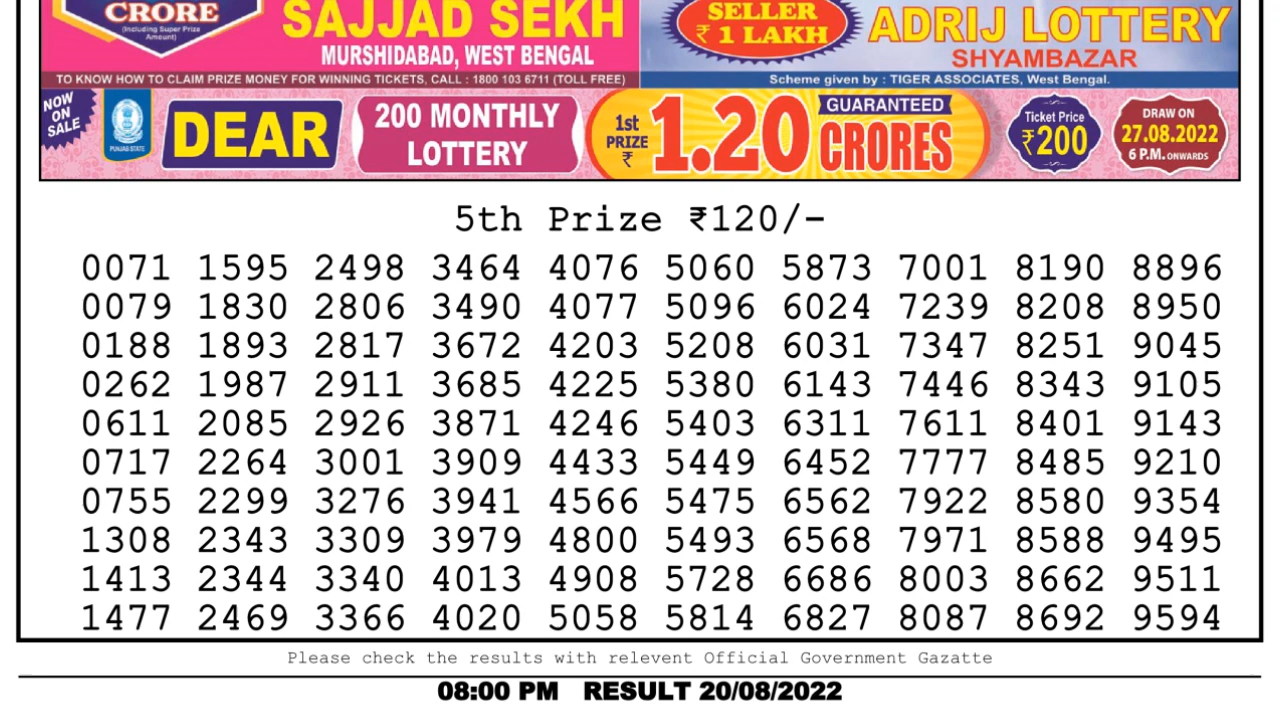 CRORE
(Including Super Prize
Amount)
SAJJAD SEKH
MURSHIDABAD, WEST BENGAL
TO KNOW HOW TO CLAIM PRIZE MONEY FOR WINNING TICKETS, CALL : 1800 103 6711 (TOLL FREE)
SELLER
₹ 1 LAKH
ADRIJ LOTTERY
SHYAMBAZAR
Scheme given by : TIGER ASSOCIATES, West Bengal.
NOW
ON
SALE
PUNJAB STATE
DEAR
200 MONTHLY
LOTTERY
1st
PRIZE
₹
1.20
GUARANTEED
CRORES
Ticket Price
₹200
DRAW ON
27.08.2022
6 P.M. ONWARDS
5th Prize ₹120/-
0071 1595 2498 3464 4076 5060 5873 7001 8190 8896
0079 1830 2806 3490 4077 5096 6024 7239 8208 8950
0188 1893 2817 3672 4203 5208 6031 7347 8251 9045
0262 1987 2911 3685 4225 5380 6143 7446 8343 9105
0611 2085 2926 3871 4246 5403 6311 7611 8401 9143
0717 2264 3001 3909 4433 5449 6452 7777 8485 9210
0755 2299 3276 3941 4566 5475 6562 7922 8580 9354
1308 2343 3309 3979 4800 5493 6568 7971 8588 9495
1413 2344 3340 4013 4908 5728 6686 8003 8662 9511
1477 2469 3366 4020 5058 5814 6827 8087 8692 9594
Please check the results with relevent Official Government Gazatte
08:00 PM RESULT 20/08/2022